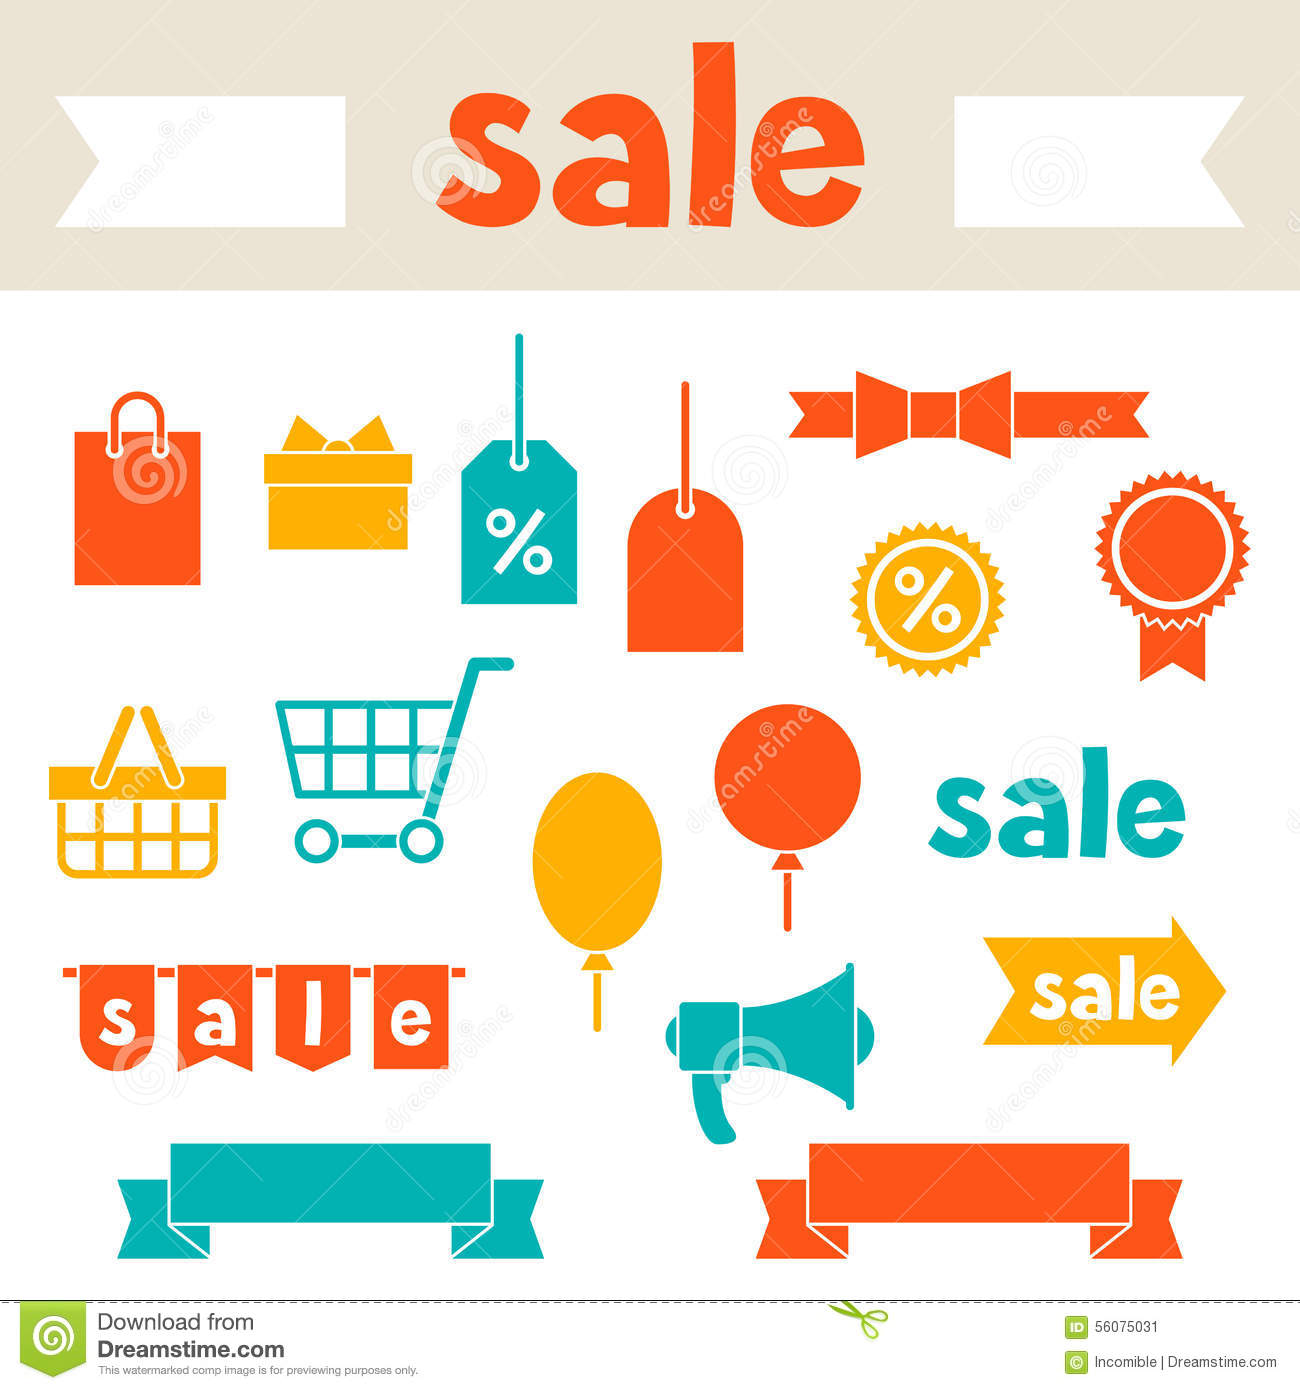 sale
%
%
sale
sale
sale
Download from
Dreamstime.com
This watermarked comp image is for previewing purposes only.
ID 56075031
© Incomible | Dreamstime.com